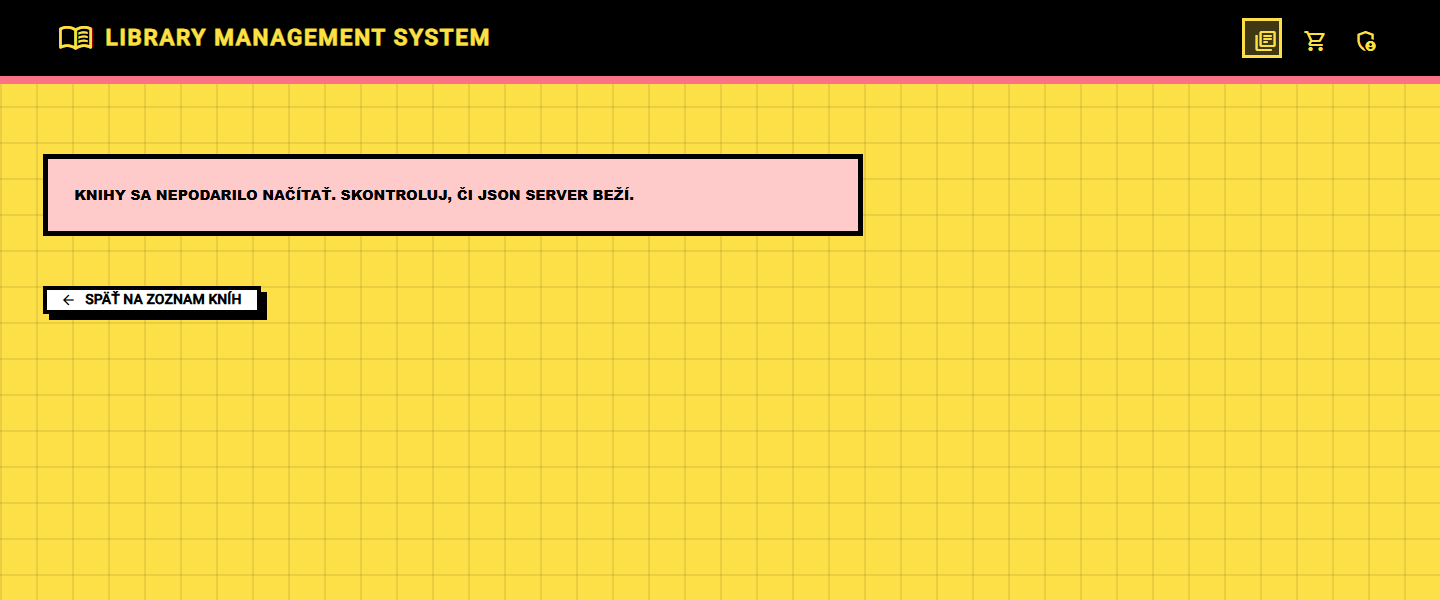 LIBRARY MANAGEMENT SYSTEM
KNIHY SA NEPODARILO NAČÍTAŤ. SKONTROLUJ, ČI JSON SERVER BEŽÍ.
SPÄŤ NA ZOZNAM KNÍH